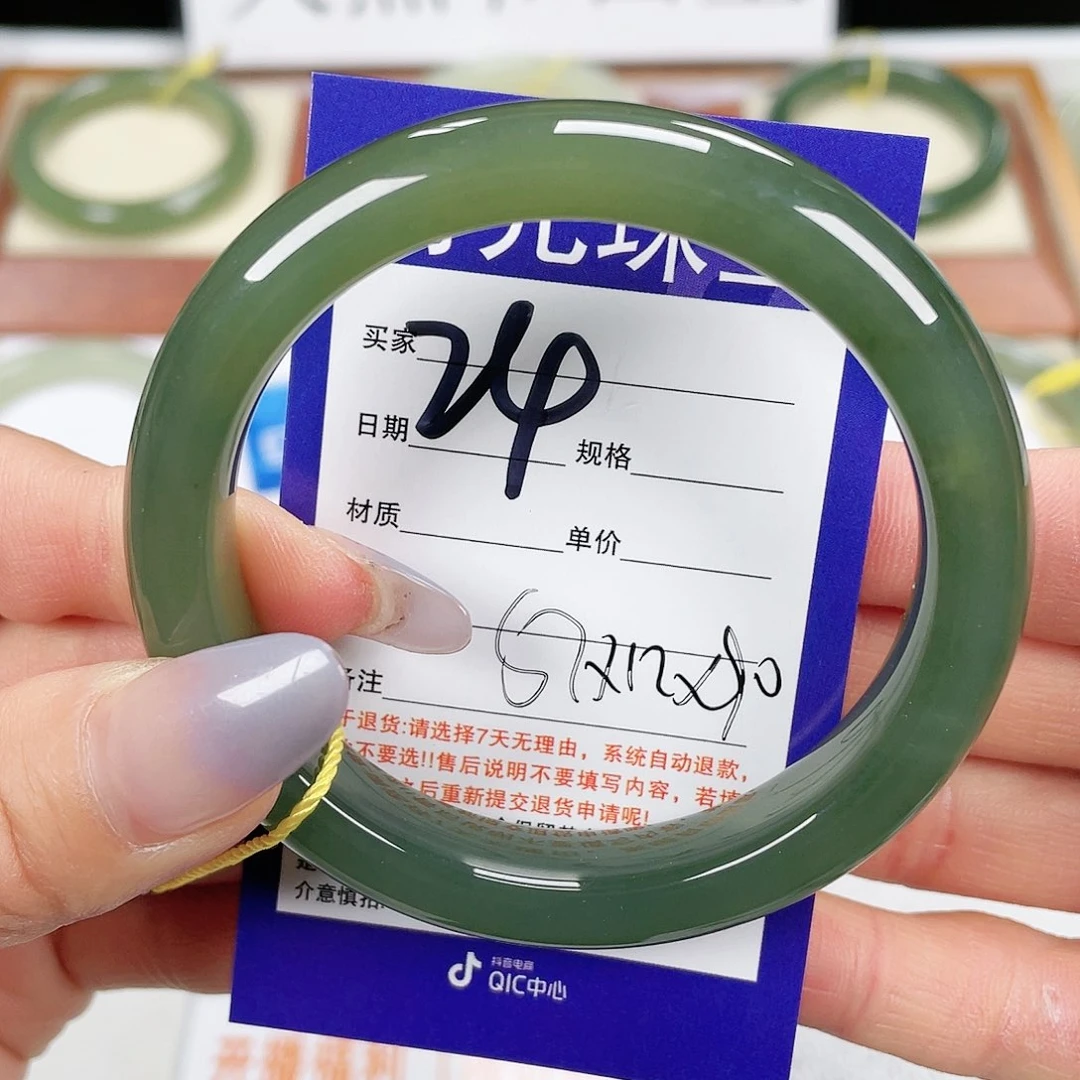 珠
买家 24
日期 规格
材质 单价
备注
退货:请选择7天无理由，系统自动退款，
不要选!!售后说明不要填写内容，若填
之后重新提交退货申请呢!
介意慎拍
抖音电商
QIC中心